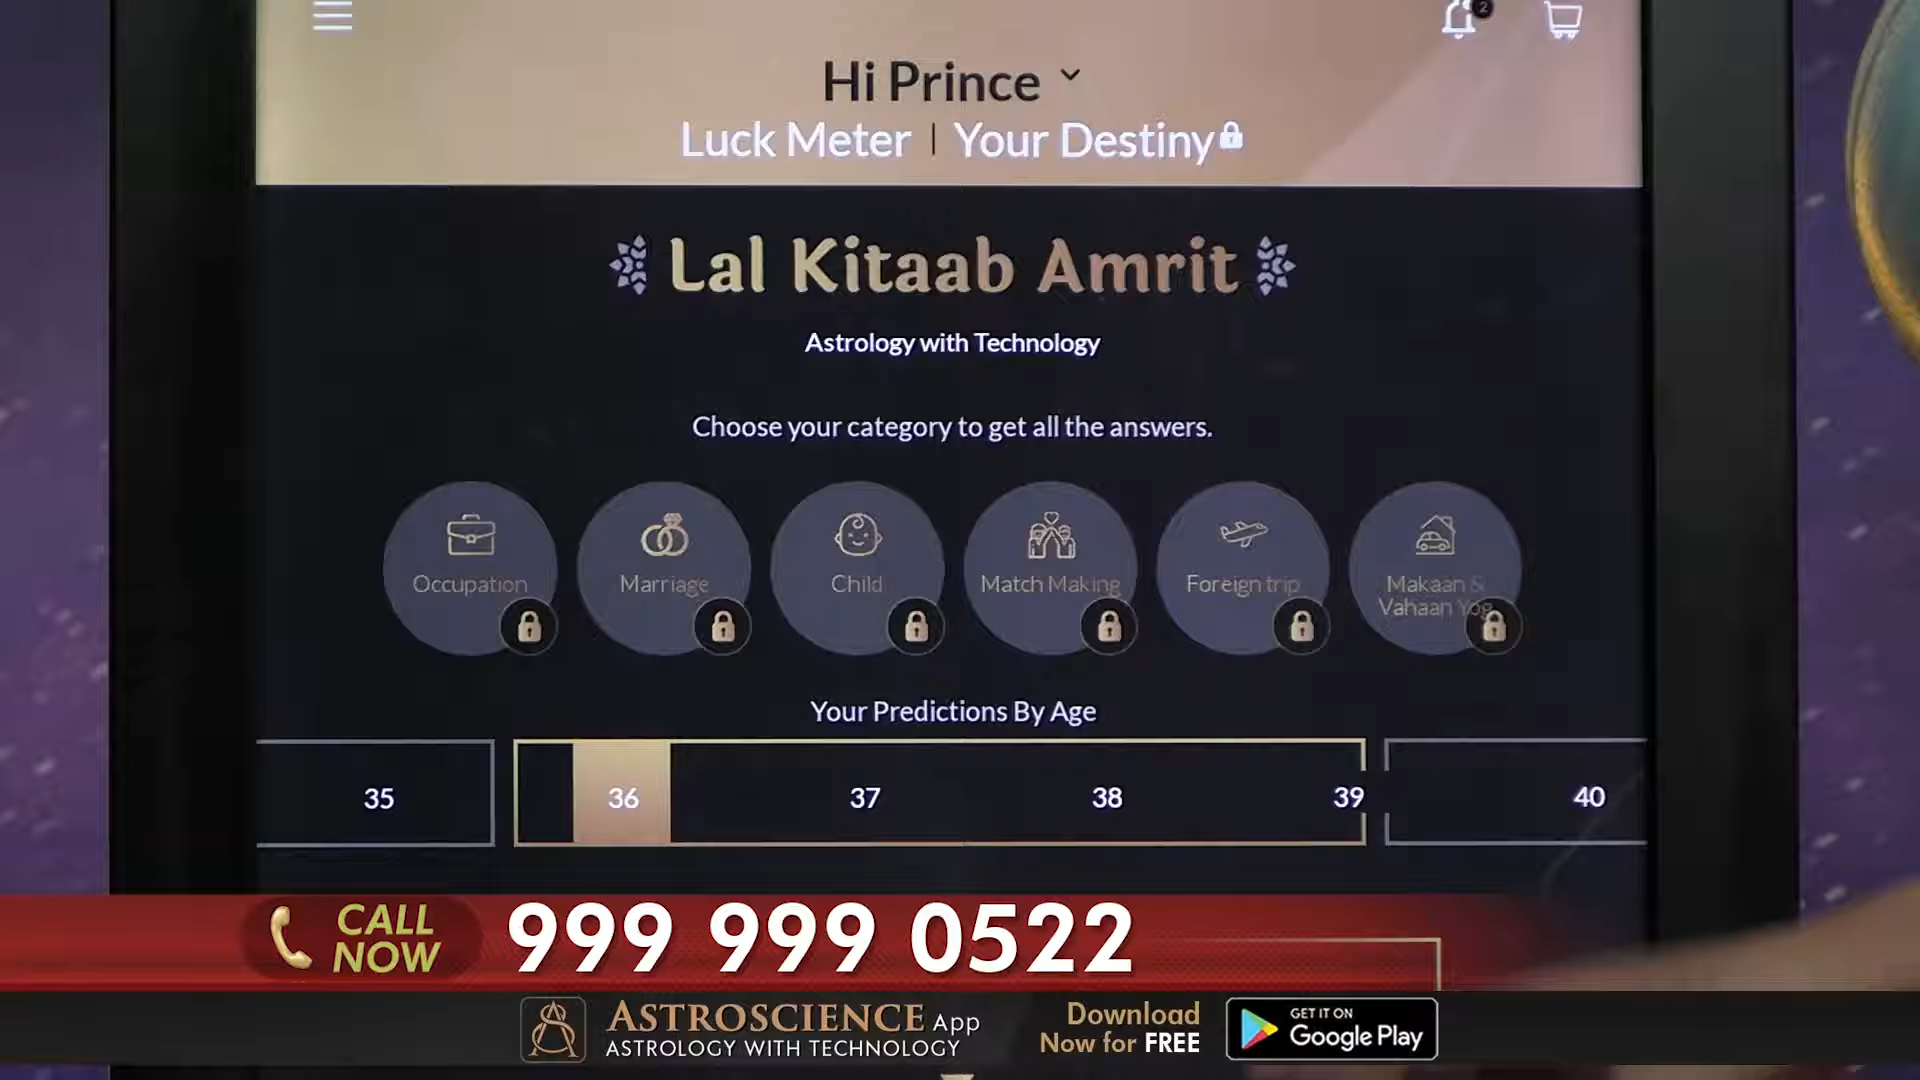 2
Hi Prince
Luck Meter | Your Destiny
Lal Kitaab Amrit
Astrology with Technology
Choose your category to get all the answers.
Occupation
Marriage
Child
Match Making
Foreign trip
Makaan &
Vahaan Yog
Your Predictions By Age
35 36 37 38 39 40
CALL
NOW
999 999 0522
ASTROSCIENCE App
ASTROLOGY WITH TECHNOLOGY
Download
Now for FREE
GET IT ON
Google Play